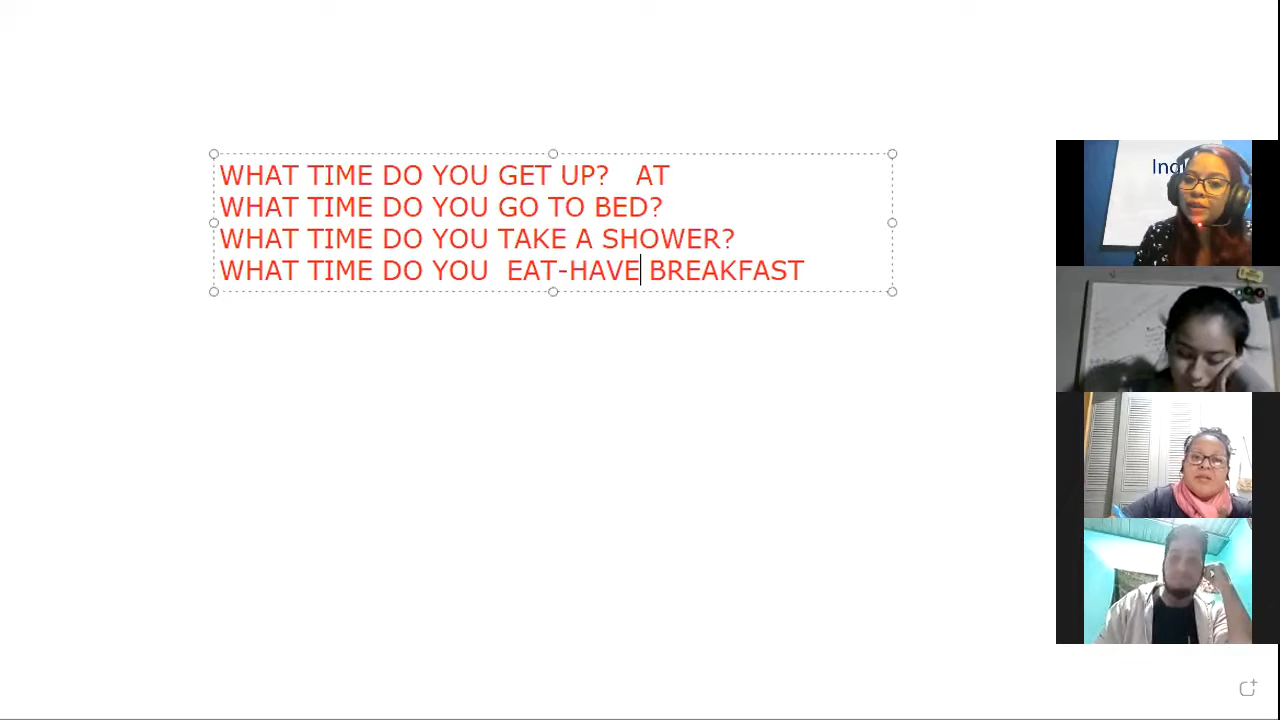 WHAT TIME DO YOU GET UP? AT
WHAT TIME DO YOU GO TO BED?
WHAT TIME DO YOU TAKE A SHOWER?
WHAT TIME DO YOU EAT-HAVE BREAKFAST